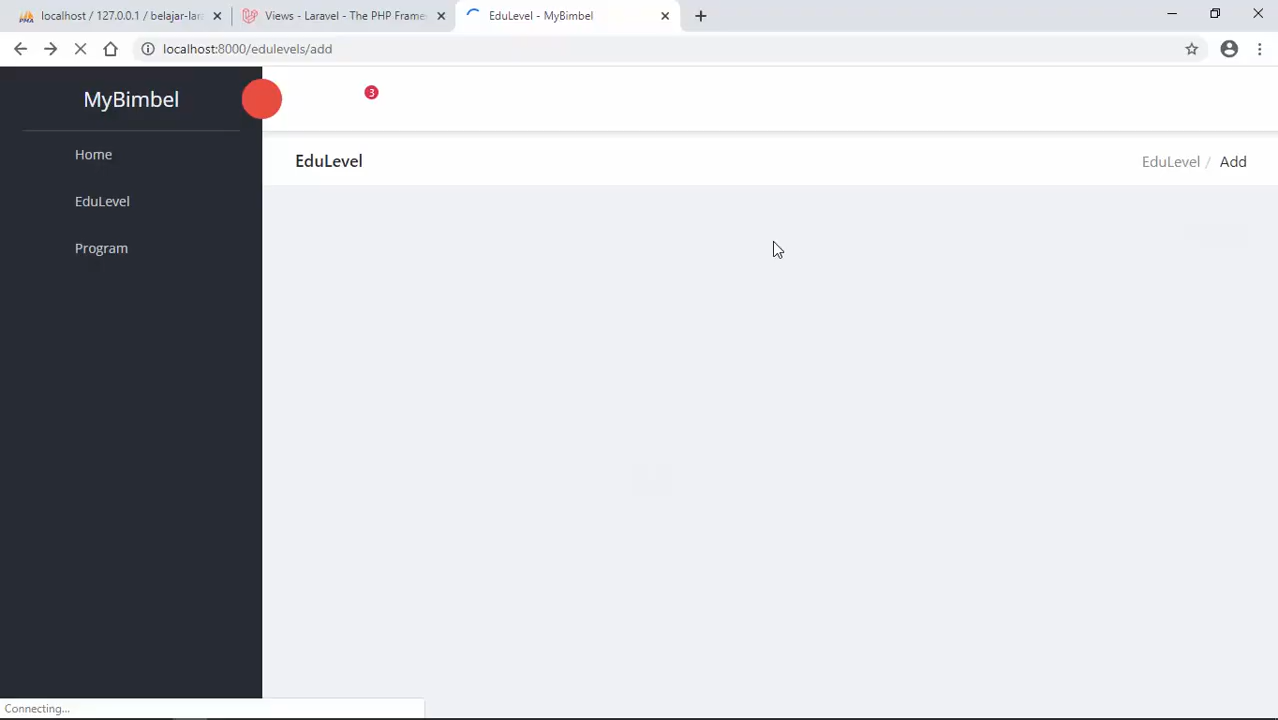 localhost / 127.0.0.1 / belajar-lar
Views - Laravel - The PHP Frame
EduLevel - MyBimbel
localhost:8000/edulevels/add
MyBimbel
3
EduLevel
EduLevel / Add
Home
EduLevel
Program
Connecting...